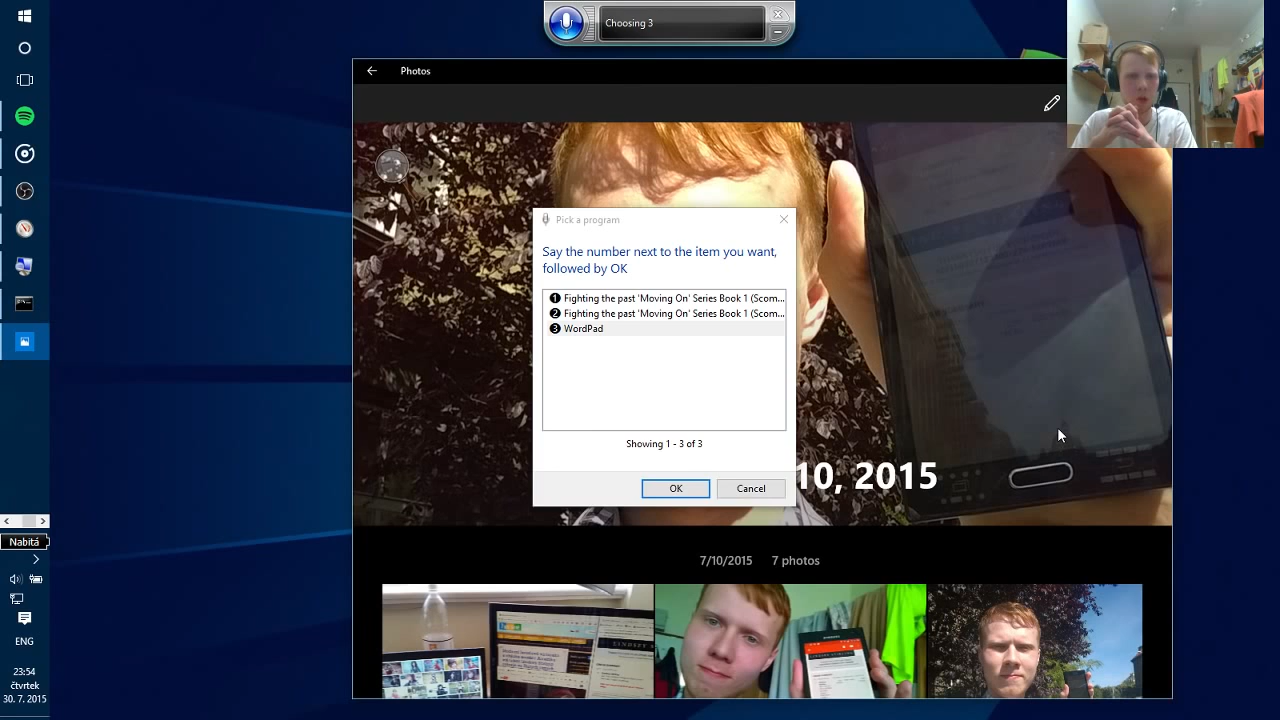 Choosing 3
Photos
Pick a program
Say the number next to the item you want,
followed by OK
1 Fighting the past 'Moving On' Series Book 1 (Scom...
2 Fighting the past 'Moving On' Series Book 1 (Scom...
3 WordPad
Showing 1 - 3 of 3
OK
Cancel
10, 2015
7/10/2015 7 photos
Nabitá
ENG
23:54
čtvrtek
30. 7. 2015